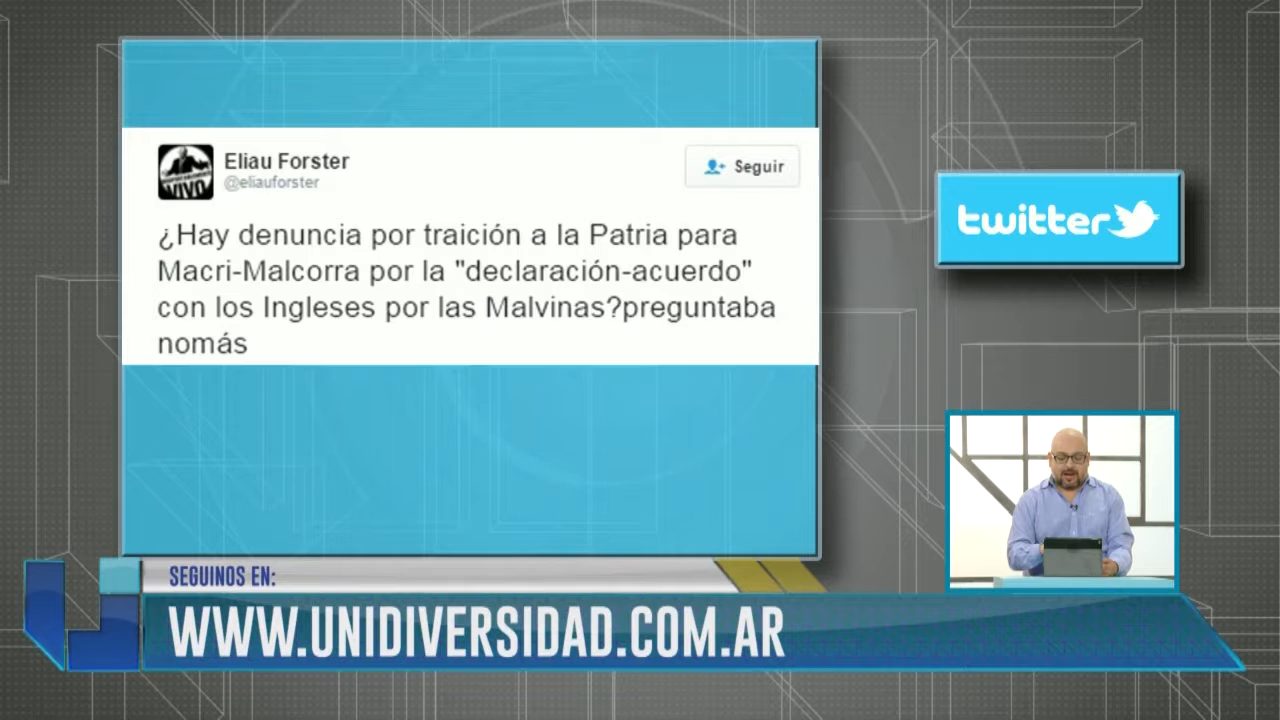 VIVO
Eliau Forster
@eliauforster
Seguir
¿Hay denuncia por traición a la Patria para
Macri-Malcorra por la "declaración-acuerdo"
con los Ingleses por las Malvinas?preguntaba
nomás
twitter
SEGUINOS EN:
WWW.UNIDIVERSIDAD.COM.AR